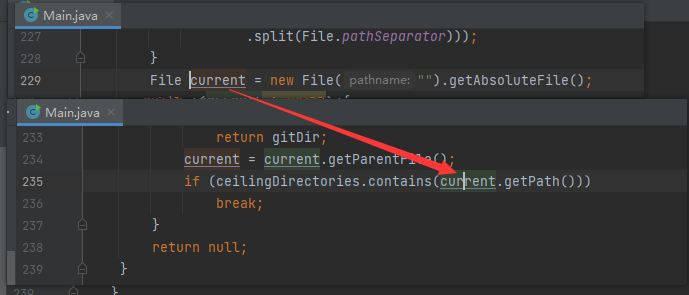 Main.java
227 .split(File.pathSeparator)));
228 }
229 File current = new File( pathname: "").getAbsoluteFile();
Main.java
233 return gitDir;
234 current = current.getParentFile();
235 if (ceilingDirectories.contains(current.getPath()))
236 break;
237 }
238 return null;
239 }